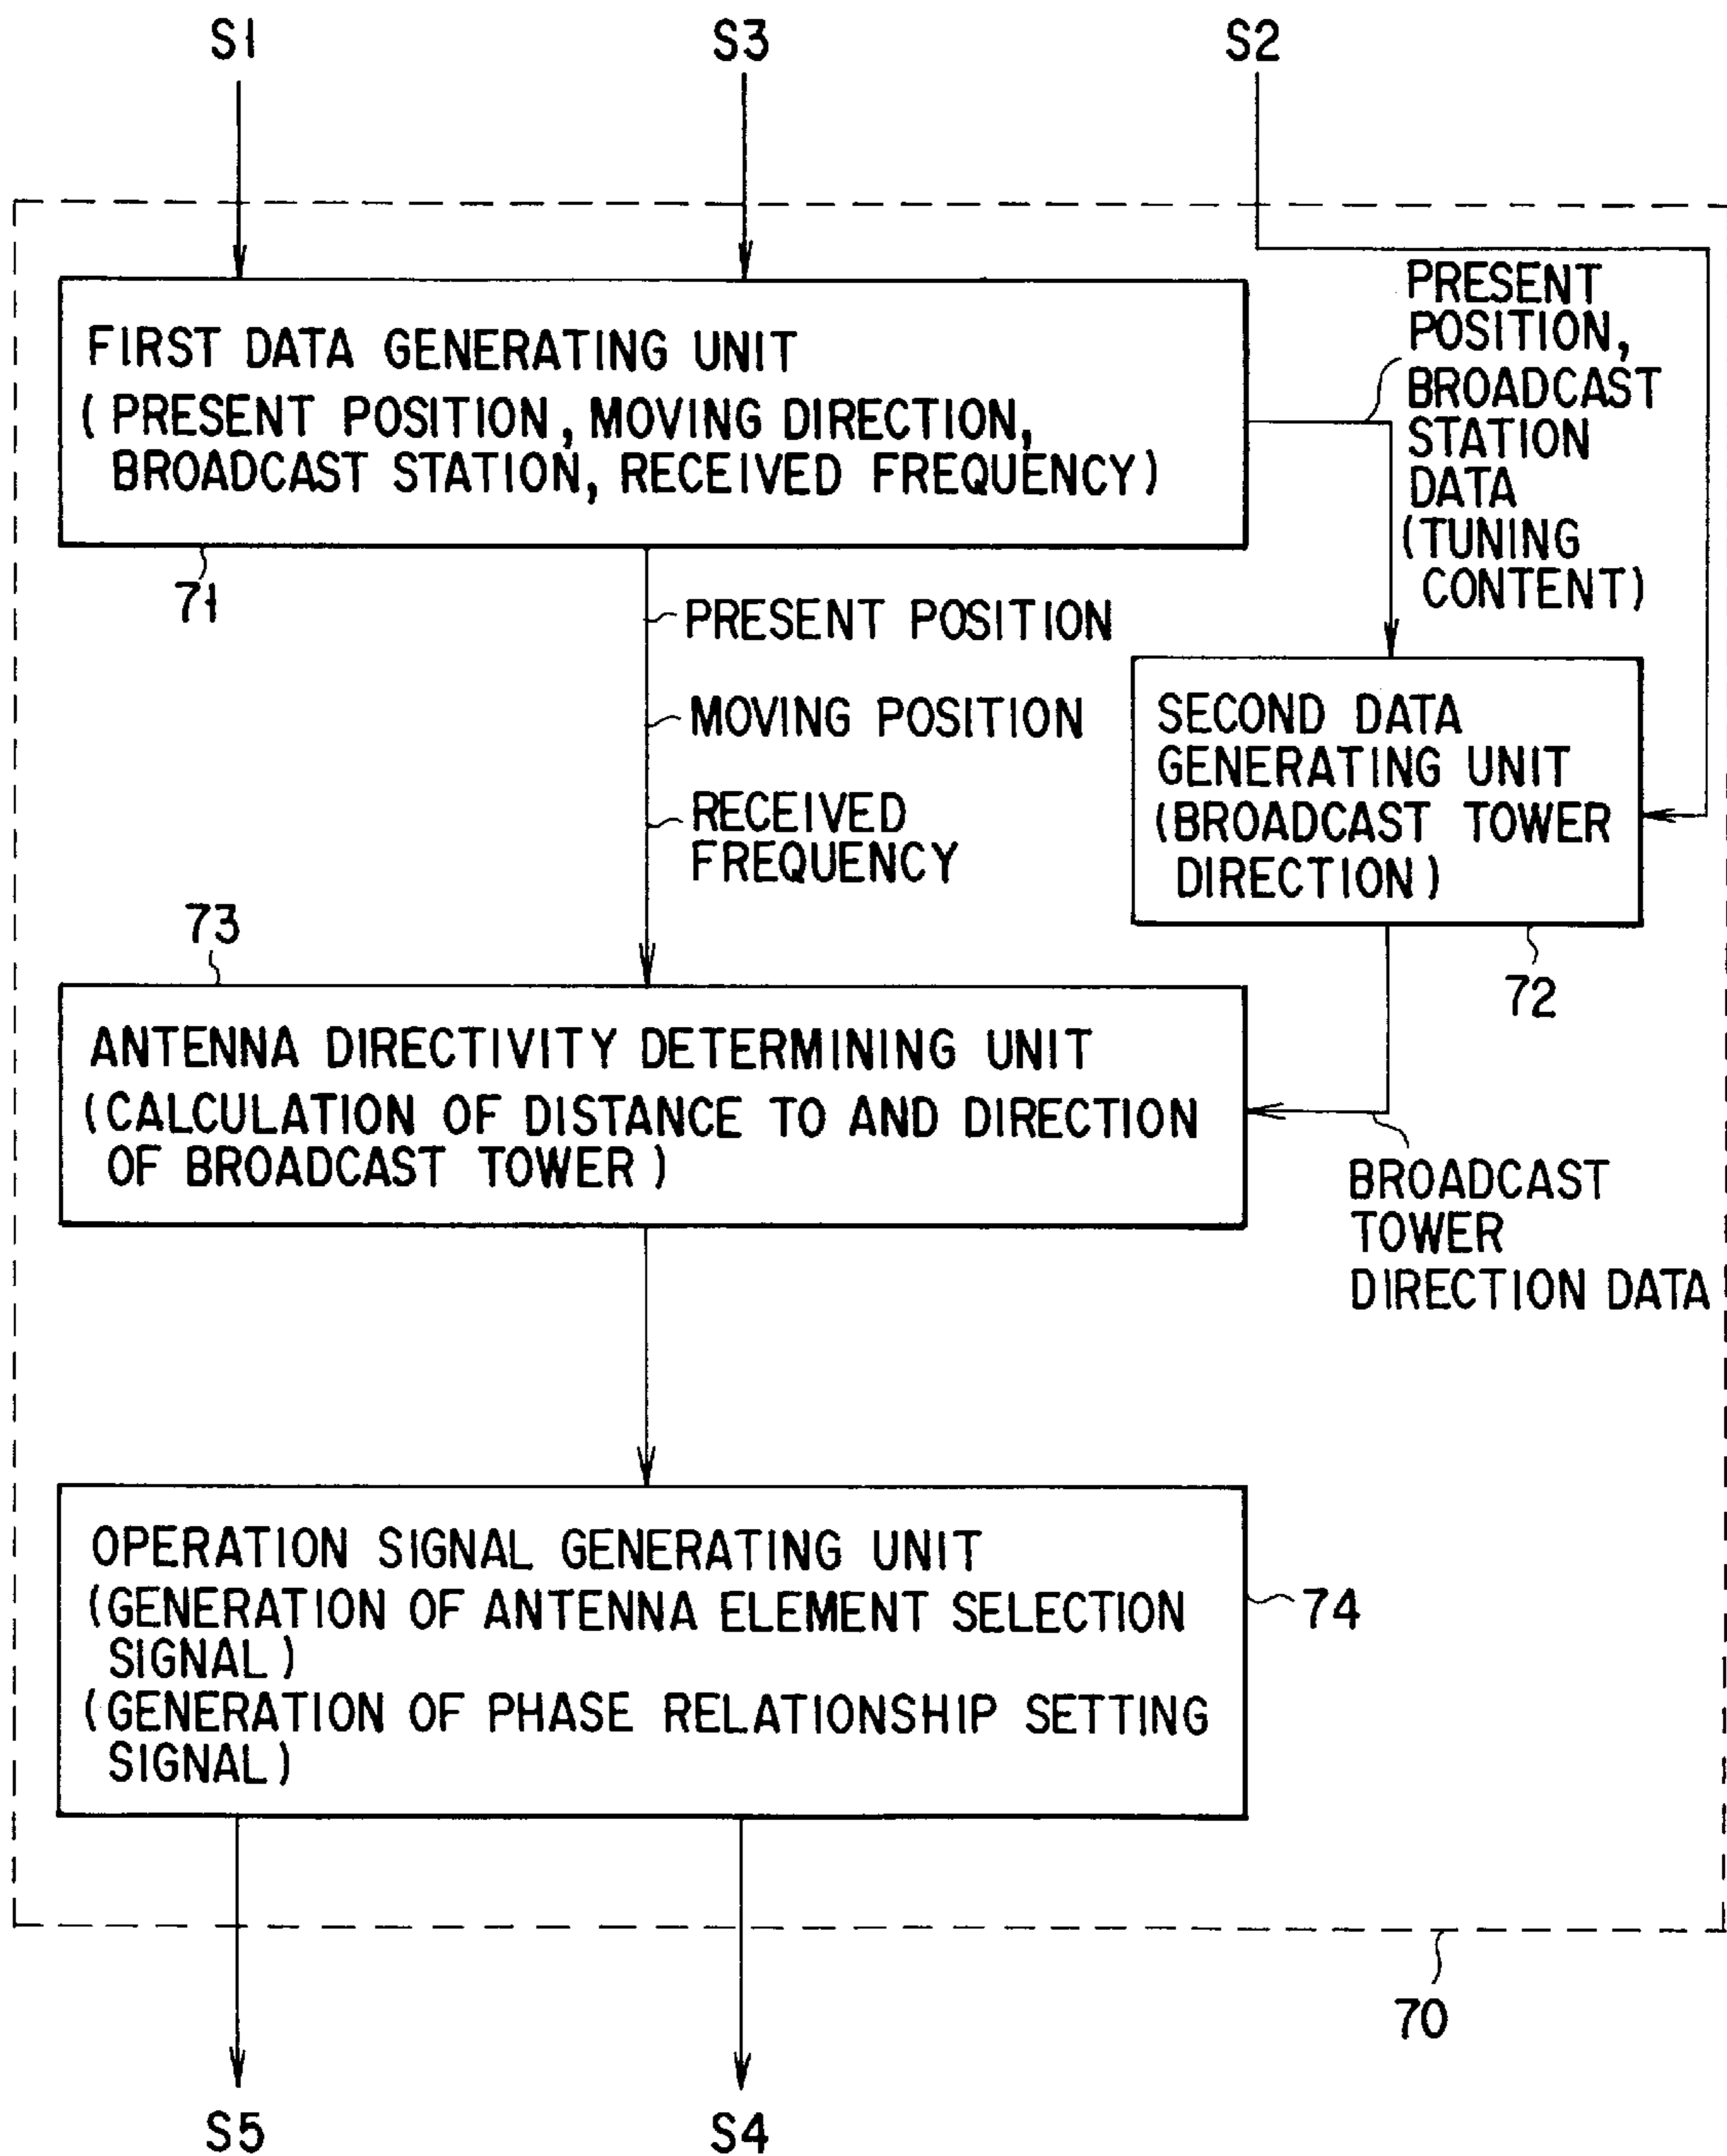 S1
S3
S2
FIRST DATA GENERATING UNIT
(PRESENT POSITION, MOVING DIRECTION,
BROADCAST STATION, RECEIVED FREQUENCY)
71
PRESENT
POSITION,
BROADCAST
STATION
DATA
(TUNING
CONTENT)
PRESENT POSITION
MOVING POSITION
RECEIVED
FREQUENCY
SECOND DATA
GENERATING UNIT
(BROADCAST TOWER
DIRECTION)
72
73
ANTENNA DIRECTIVITY DETERMINING UNIT
(CALCULATION OF DISTANCE TO AND DIRECTION
OF BROADCAST TOWER)
BROADCAST
TOWER
DIRECTION DATA
OPERATION SIGNAL GENERATING UNIT
(GENERATION OF ANTENNA ELEMENT SELECTION
SIGNAL)
(GENERATION OF PHASE RELATIONSHIP SETTING
SIGNAL)
74
70
S5
S4